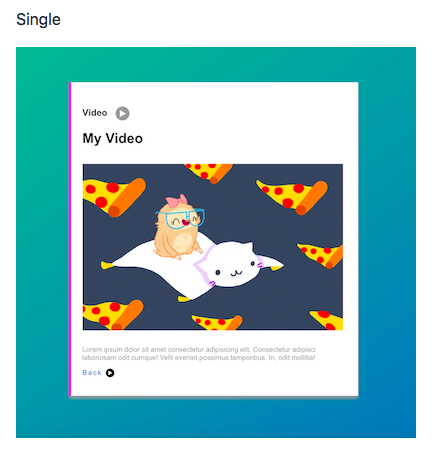 Single
Video
My Video
Lorem ipsum dolor sit amet consectetur adipisicing elit. Consectetur adipisci
laboriosam odit cumque! Velit eveniet possimus temporibus. In, odit mollitia!
Back